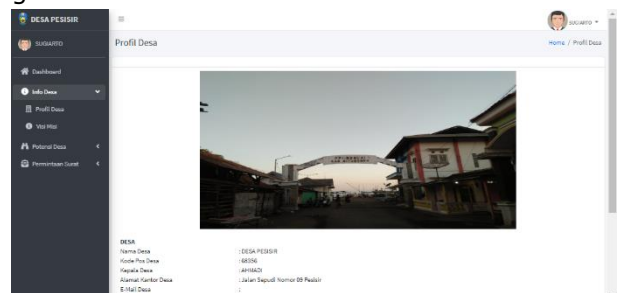 DESA PESISIR
SUGIARTO
SUGIARTO
Profil Desa
Home / Profil Desa
Dashboard
Info Desa
Profil Desa
Visi Misi
Potensi Desa
Permintaan Surat
DESA
Nama Desa : DESA PESISIR
Kode Pos Desa : 68356
Kepala Desa : AHMADI
Alamat Kantor Desa : Jalan Sapudi Nomor 09 Pesisir
E-Mail Desa :